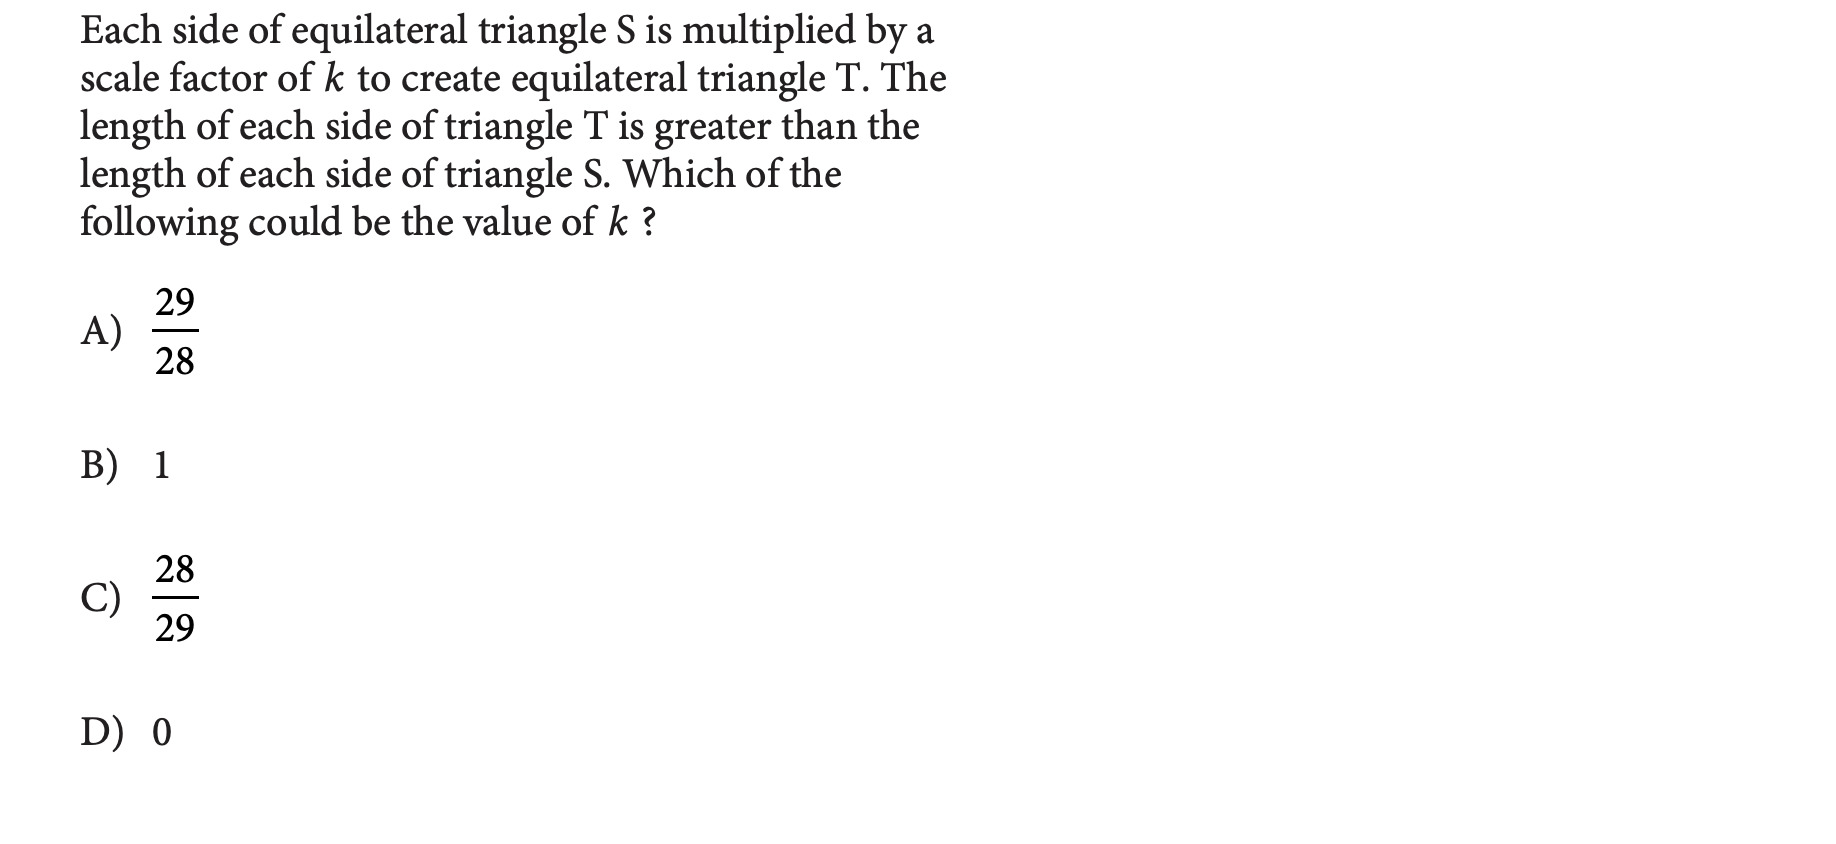 Each side of equilateral triangle S is multiplied by a
scale factor of k to create equilateral triangle T. The
length of each side of triangle T is greater than the
length of each side of triangle S. Which of the
following could be the value of k ?
A) 29/28
B) 1
C) 28/29
D) 0